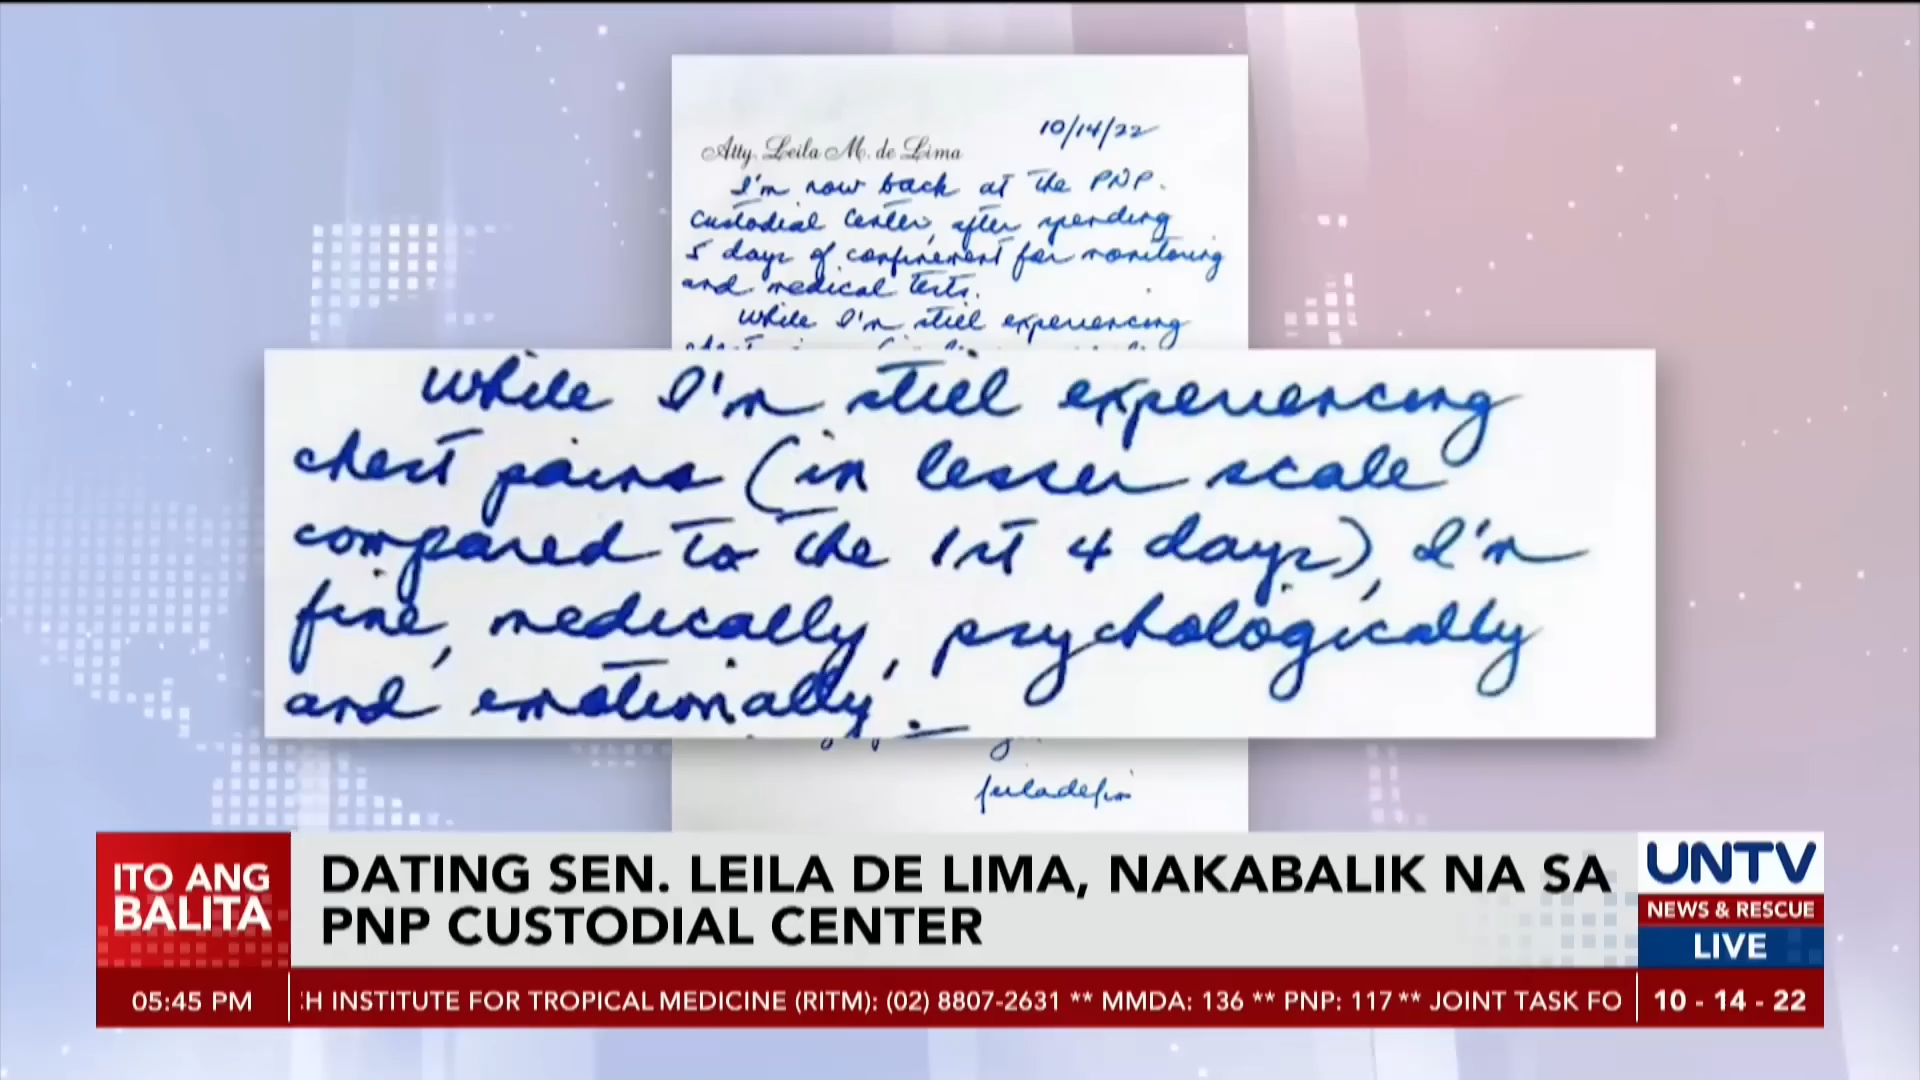 10/14/22
Atty. Leila M. de Lima
I'm now back at the PNP.
Custodial Center, after spending
5 days of confinement for monitoring
and medical tests.
While I'm still experiencing
While I'm still experiencing
chest pains (in lesser scale
compared to the 1st 4 days), I'm
fine, medically, psychologically
and emotionally.
ITO ANG
BALITA
DATING SEN. LEILA DE LIMA, NAKABALIK NA SA
PNP CUSTODIAL CENTER
UNTV
NEWS & RESCUE
LIVE
05:45 PM
CH INSTITUTE FOR TROPICAL MEDICINE (RITM): (02) 8807-2631 ** MMDA: 136 ** PNP: 117 ** JOINT TASK FO
10 - 14 - 22